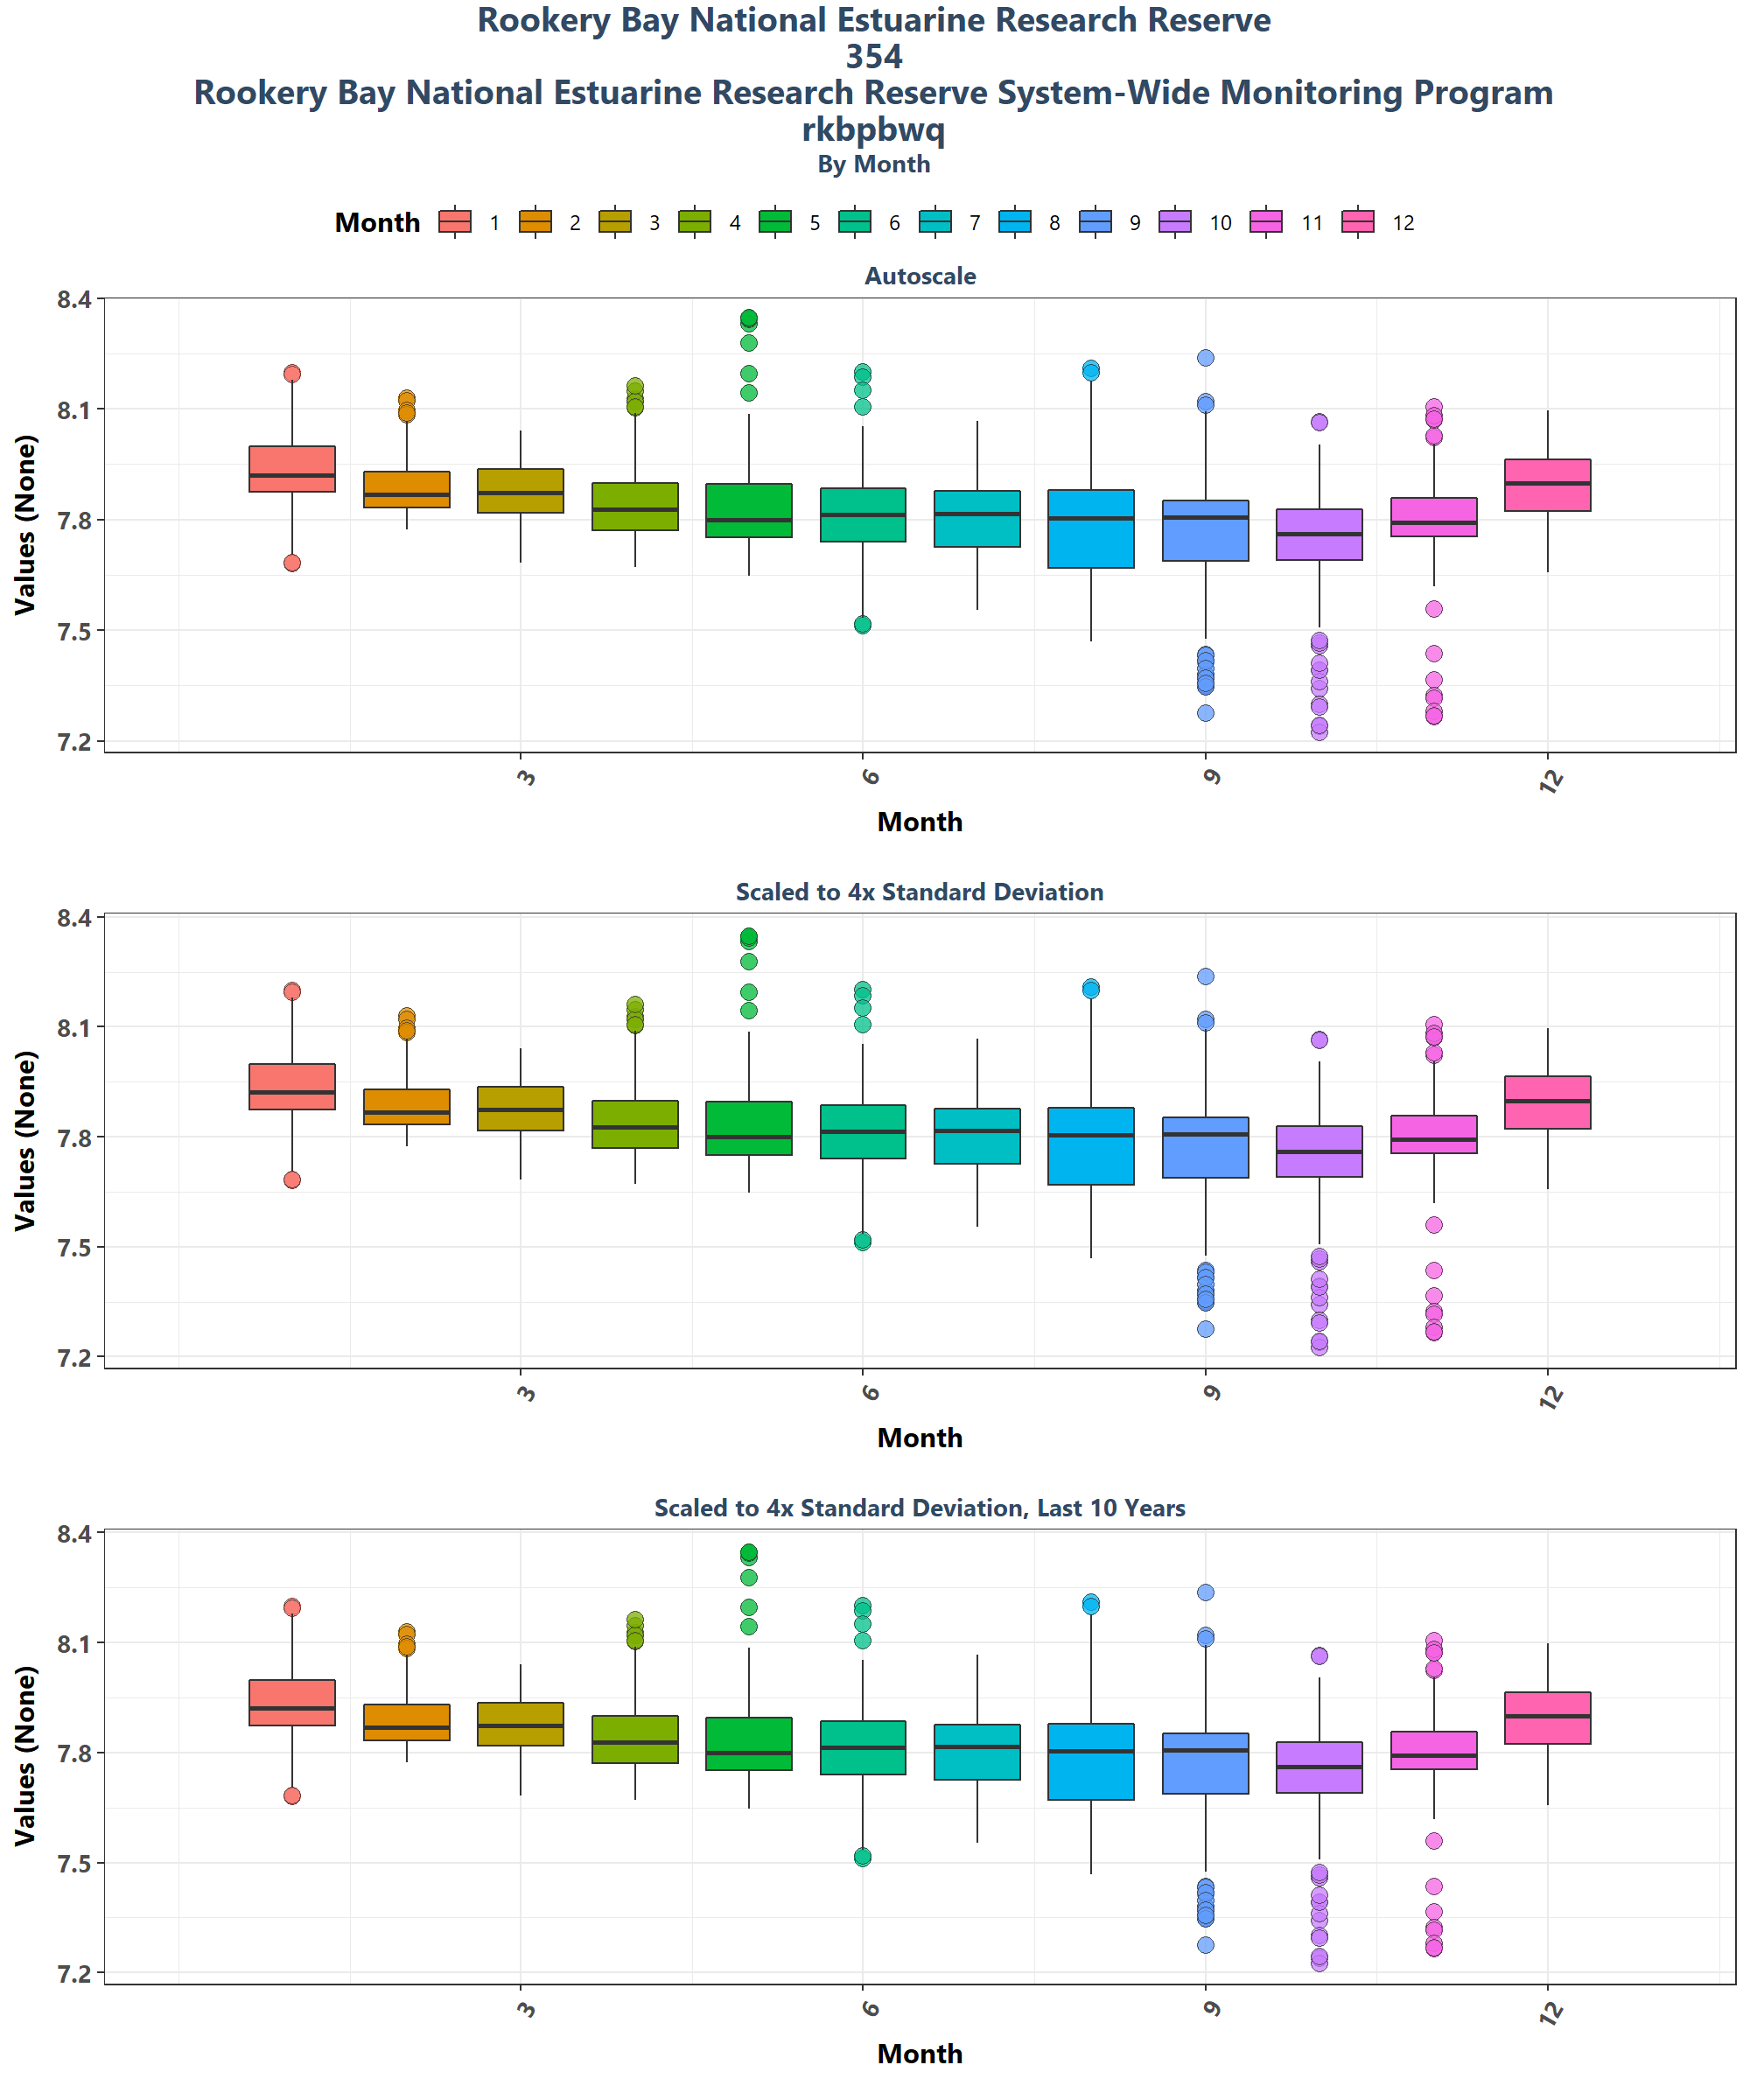 Rookery Bay National Estuarine Research Reserve
354
Rookery Bay National Estuarine Research Reserve System-Wide Monitoring Program
rkbpbwq
By Month
Month 1 2 3 4 5 6 7 8 9 10 11 12
Autoscale
8.4
8.1
7.8
7.5
7.2
Values (None)
3 6 9 12
Month
Scaled to 4x Standard Deviation
8.4
8.1
7.8
7.5
7.2
Values (None)
3 6 9 12
Month
Scaled to 4x Standard Deviation, Last 10 Years
8.4
8.1
7.8
7.5
7.2
Values (None)
3 6 9 12
Month